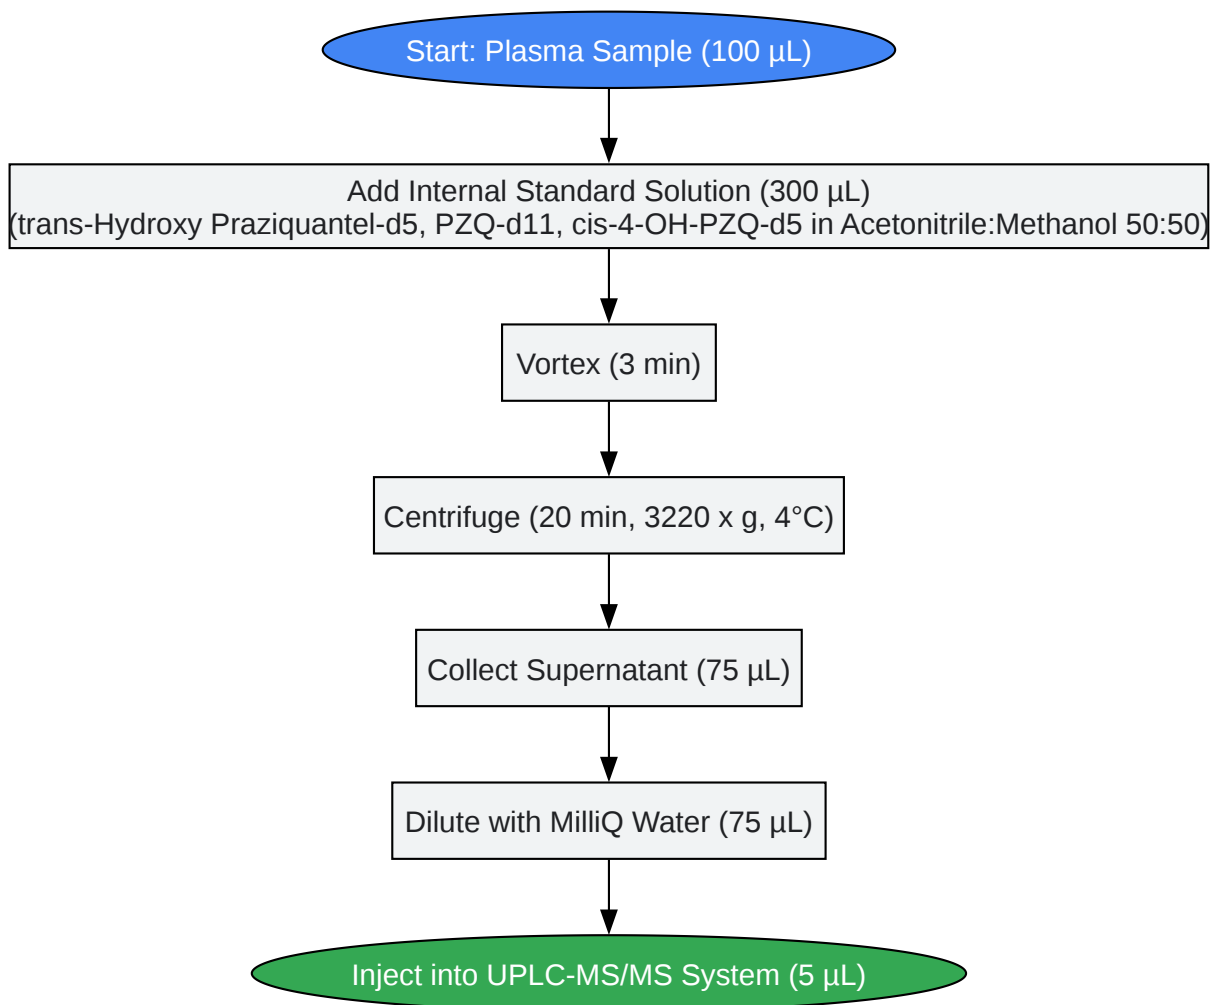 Start: Plasma Sample (100 µL)
Add Internal Standard Solution (300 µL)
(trans-Hydroxy Praziquantel-d5, PZQ-d11, cis-4-OH-PZQ-d5 in Acetonitrile:Methanol 50:50)
Vortex (3 min)
Centrifuge (20 min, 3220 x g, 4°C)
Collect Supernatant (75 µL)
Dilute with MilliQ Water (75 µL)
Inject into UPLC-MS/MS System (5 µL)